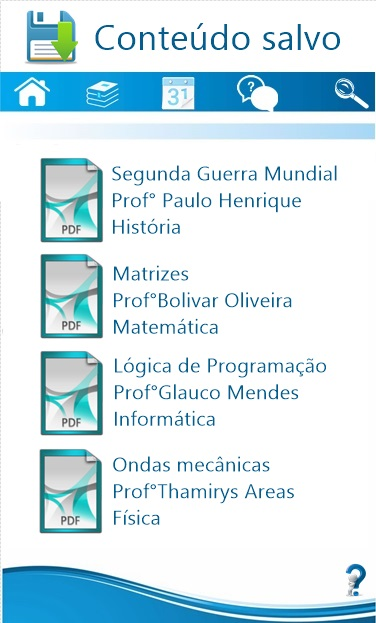 Conteúdo salvo
31
Segunda Guerra Mundial
Prof° Paulo Henrique
História
PDF
Matrizes
Prof°Bolivar Oliveira
Matemática
PDF
Lógica de Programação
Prof°Glauco Mendes
Informática
PDF
Ondas mecânicas
Prof°Thamirys Areas
Física
PDF